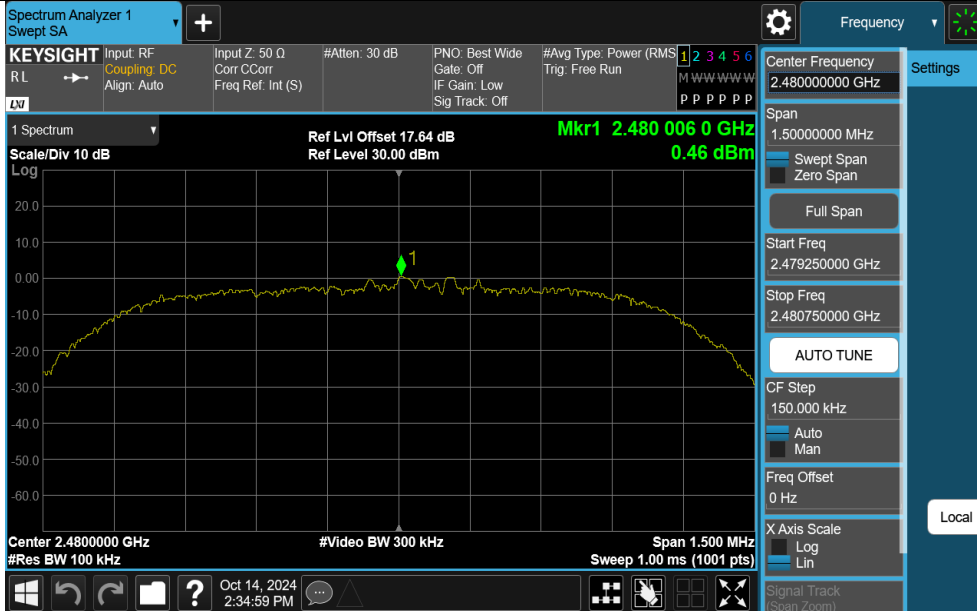 Spectrum Analyzer 1
Swept SA
+
Frequency
KEYSIGHT
R L
LXI
Input: RF
Coupling: DC
Align: Auto
Input Z: 50 Ω
Corr CCorr
Freq Ref: Int (S)
#Atten: 30 dB
PNO: Best Wide
Gate: Off
IF Gain: Low
Sig Track: Off
#Avg Type: Power (RMS
Trig: Free Run
1 2 3 4 5 6
M W W W W W
P P P P P P
1 Spectrum
Scale/Div 10 dB
Log
Ref Lvl Offset 17.64 dB
Ref Level 30.00 dBm
Mkr1 2.480 006 0 GHz
0.46 dBm
20.0
10.0
0.00
-10.0
-20.0
-30.0
-40.0
-50.0
-60.0
1
Center 2.4800000 GHz
#Res BW 100 kHz
#Video BW 300 kHz
Span 1.500 MHz
Sweep 1.00 ms (1001 pts)
Center Frequency
2.480000000 GHz
Settings
Span
1.50000000 MHz
Swept Span
Zero Span
Full Span
Start Freq
2.479250000 GHz
Stop Freq
2.480750000 GHz
AUTO TUNE
CF Step
150.000 kHz
Auto
Man
Freq Offset
0 Hz
Local
X Axis Scale
Log
Lin
Signal Track
(Span Zoom)
?
Oct 14, 2024
2:34:59 PM